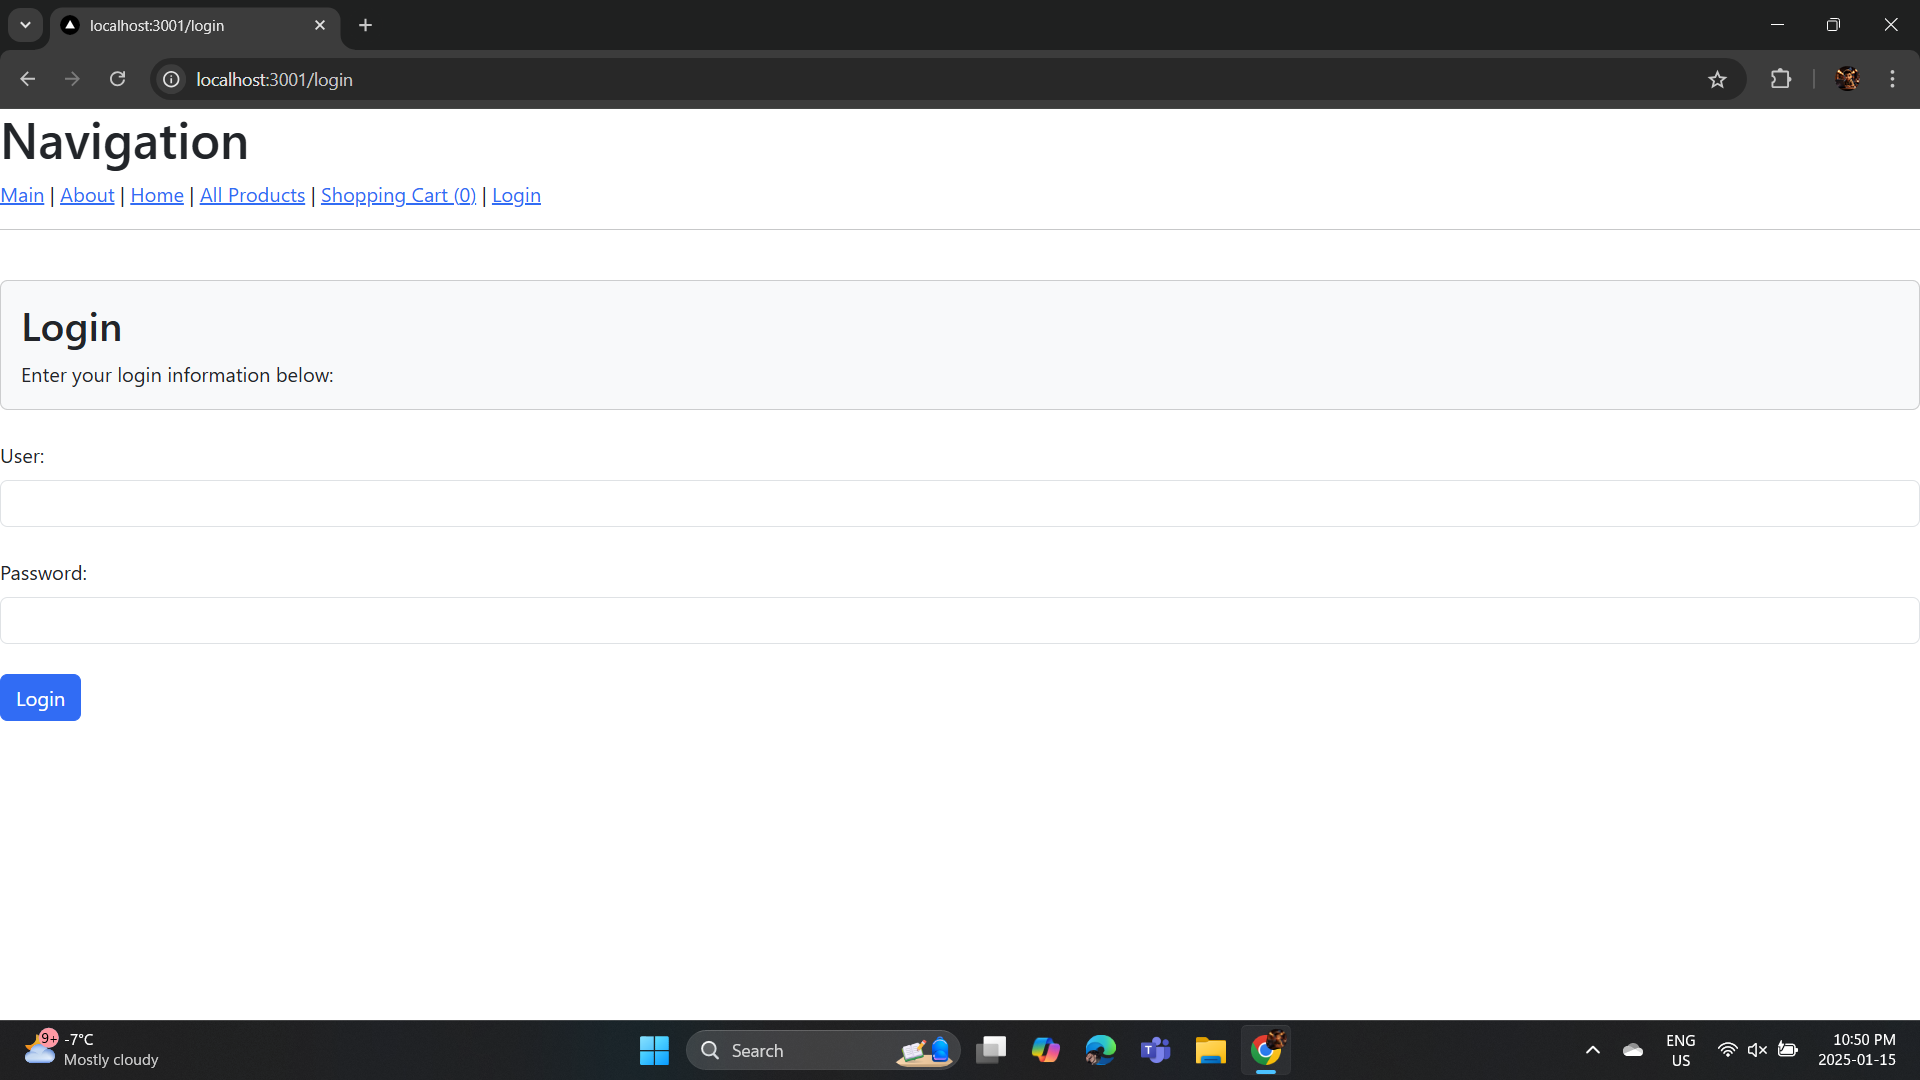 localhost:3001/login
localhost:3001/login
Navigation
Main | About | Home | All Products | Shopping Cart (0) | Login
Login
Enter your login information below:
User:
Password:
Login
9+
-7°C
Mostly cloudy
Search
T
ENG
US
10:50 PM
2025-01-15